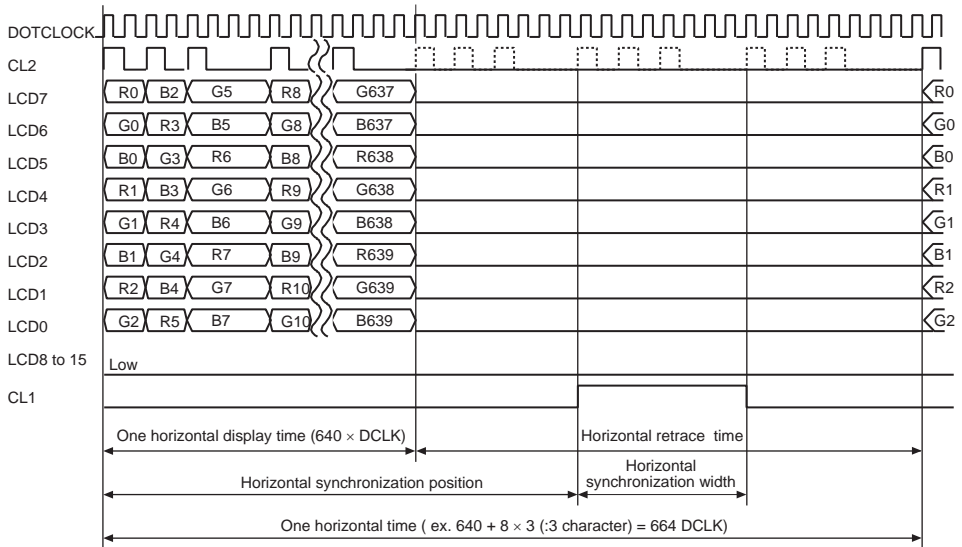 DOTCLOCK
CL2
LCD7 R0 B2 G5 R8 G637 R0
LCD6 G0 R3 B5 G8 B637 G0
LCD5 B0 G3 R6 B8 R638 B0
LCD4 R1 B3 G6 R9 G638 R1
LCD3 G1 R4 B6 G9 B638 G1
LCD2 B1 G4 R7 B9 R639 B1
LCD1 R2 B4 G7 R10 G639 R2
LCD0 G2 R5 B7 G10 B639 G2
LCD8 to 15 Low
CL1
One horizontal display time (640 × DCLK) Horizontal retrace time
Horizontal synchronization position Horizontal
synchronization width
One horizontal time ( ex. 640 + 8 × 3 (:3 character) = 664 DCLK)